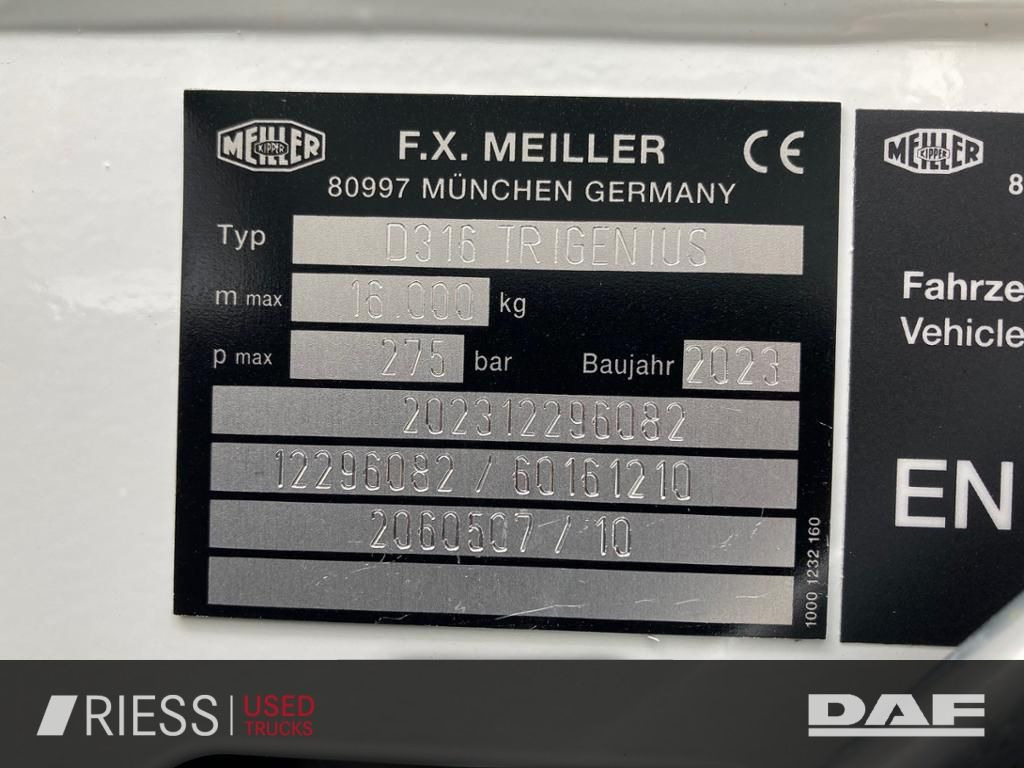 MEILLER
KIPPER
F.X. MEILLER
CE
80997 MÜNCHEN GERMANY
Typ D316 TRIGENIUS
m max 16.000 kg
p max 275 bar Baujahr 2023
202312296082
12296082 / 60161210
2060507 / 10
1000 1232 160
MEILLER
KIPPER
8
Fahrze
Vehicle
EN
RIESS USED
TRUCKS
DAF